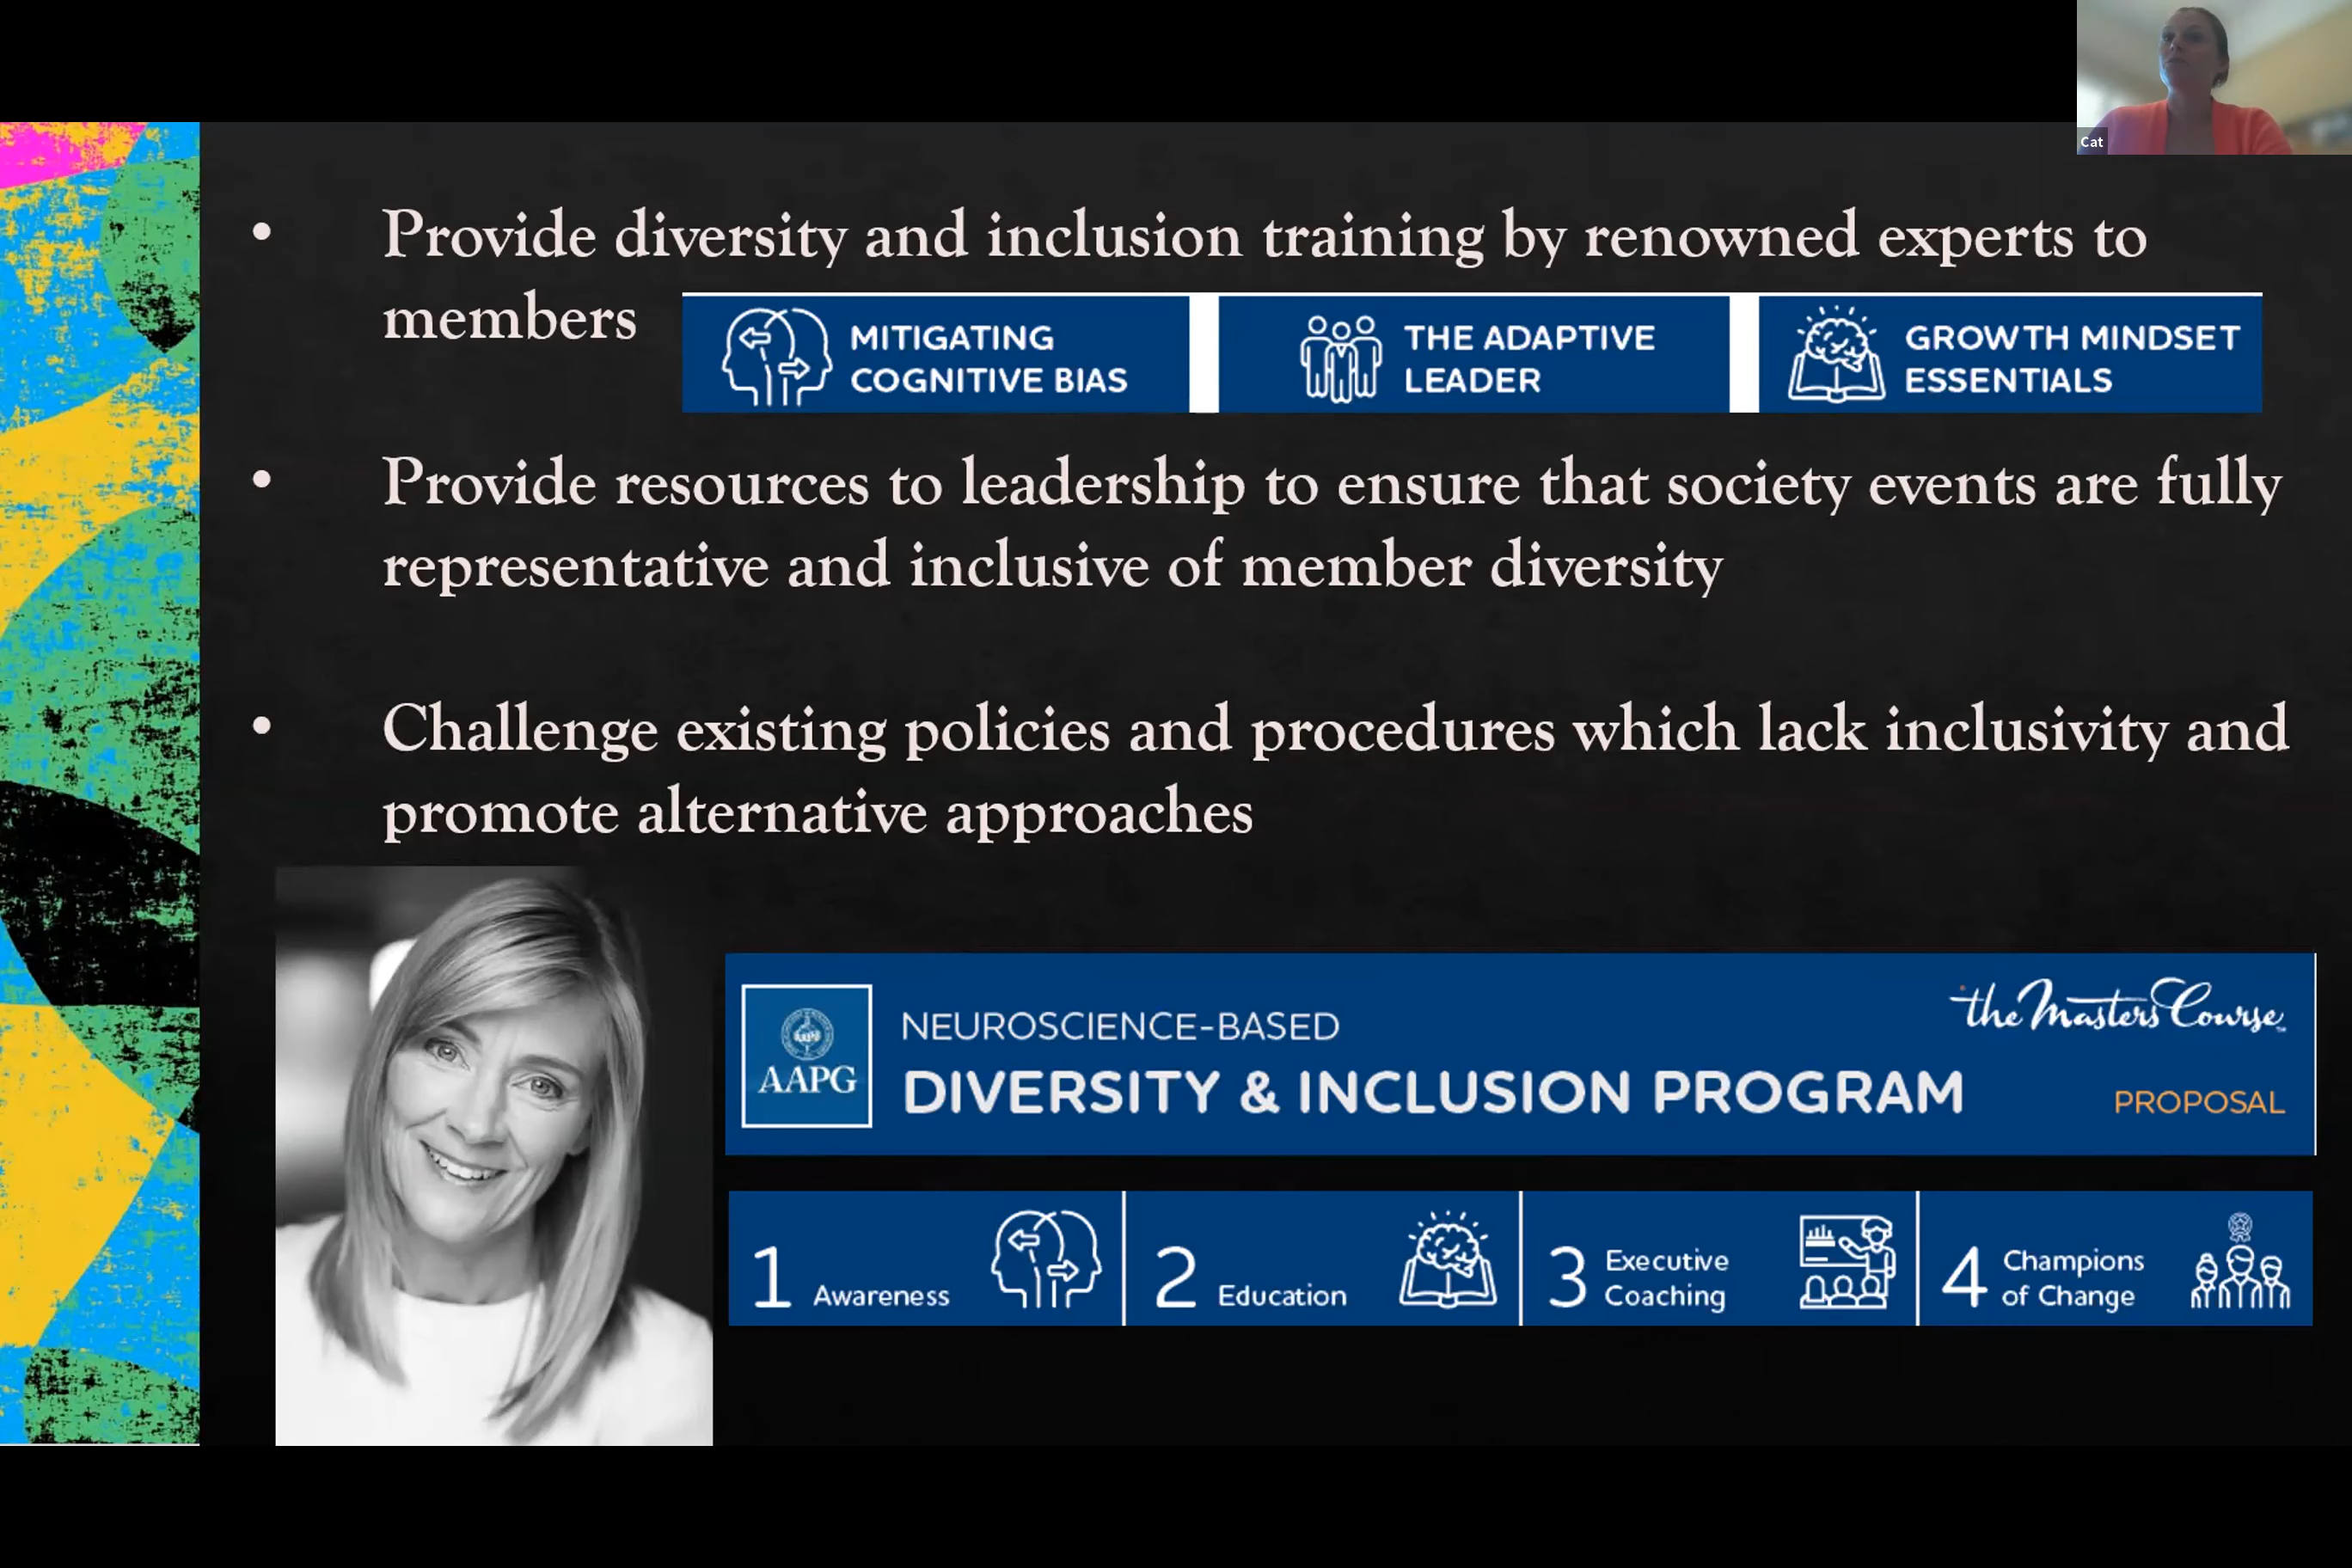 Cat
• Provide diversity and inclusion training by renowned experts to
members
MITIGATING
COGNITIVE BIAS
THE ADAPTIVE
LEADER
GROWTH MINDSET
ESSENTIALS
• Provide resources to leadership to ensure that society events are fully
representative and inclusive of member diversity
• Challenge existing policies and procedures which lack inclusivity and
promote alternative approaches
AAPG
NEUROSCIENCE-BASED
DIVERSITY & INCLUSION PROGRAM
the Masters Course
PROPOSAL
1 Awareness
2 Education
3 Executive
Coaching
4 Champions
of Change